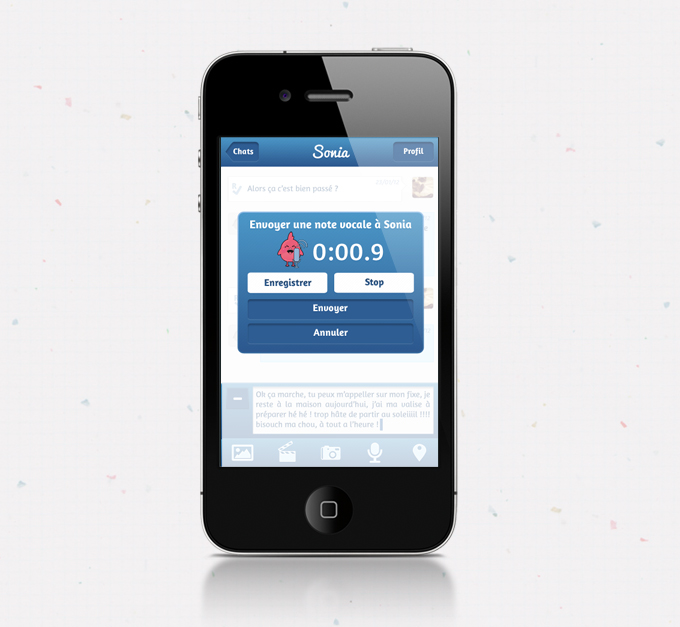 Chats
Sonia
Profil
Alors ça c'est bien passé ?
Envoyer une note vocale à Sonia
0:00.9
Enregistrer
Stop
Envoyer
Annuler
Ok ça marche, tu peux m'appeller sur mon fixe, je
reste à la maison aujourd'hui, j'ai ma valise à
préparer hé hé ! trop hâte de partir au soleiiiil !!!!
bisouch ma chou, à tout a l'heure !